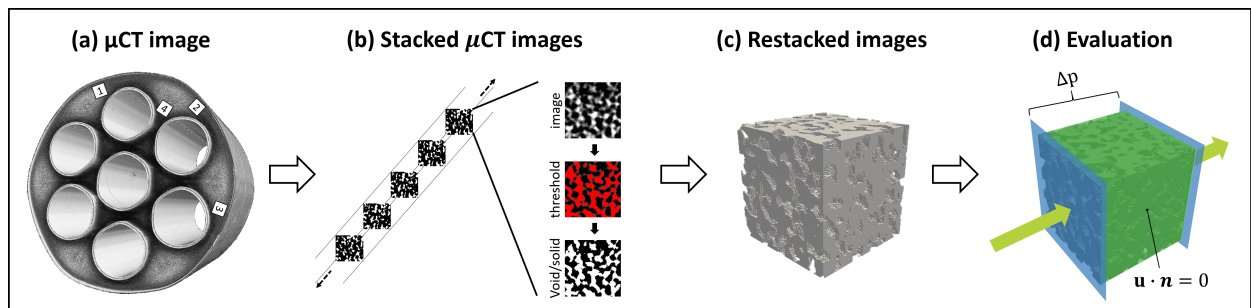 (a) μCT image
(b) Stacked 𝝁CT images
(c) Restacked images
(d) Evaluation
1
4
2
3
image
threshold
Void/solid
Δp
𝐮 · 𝒏 = 0